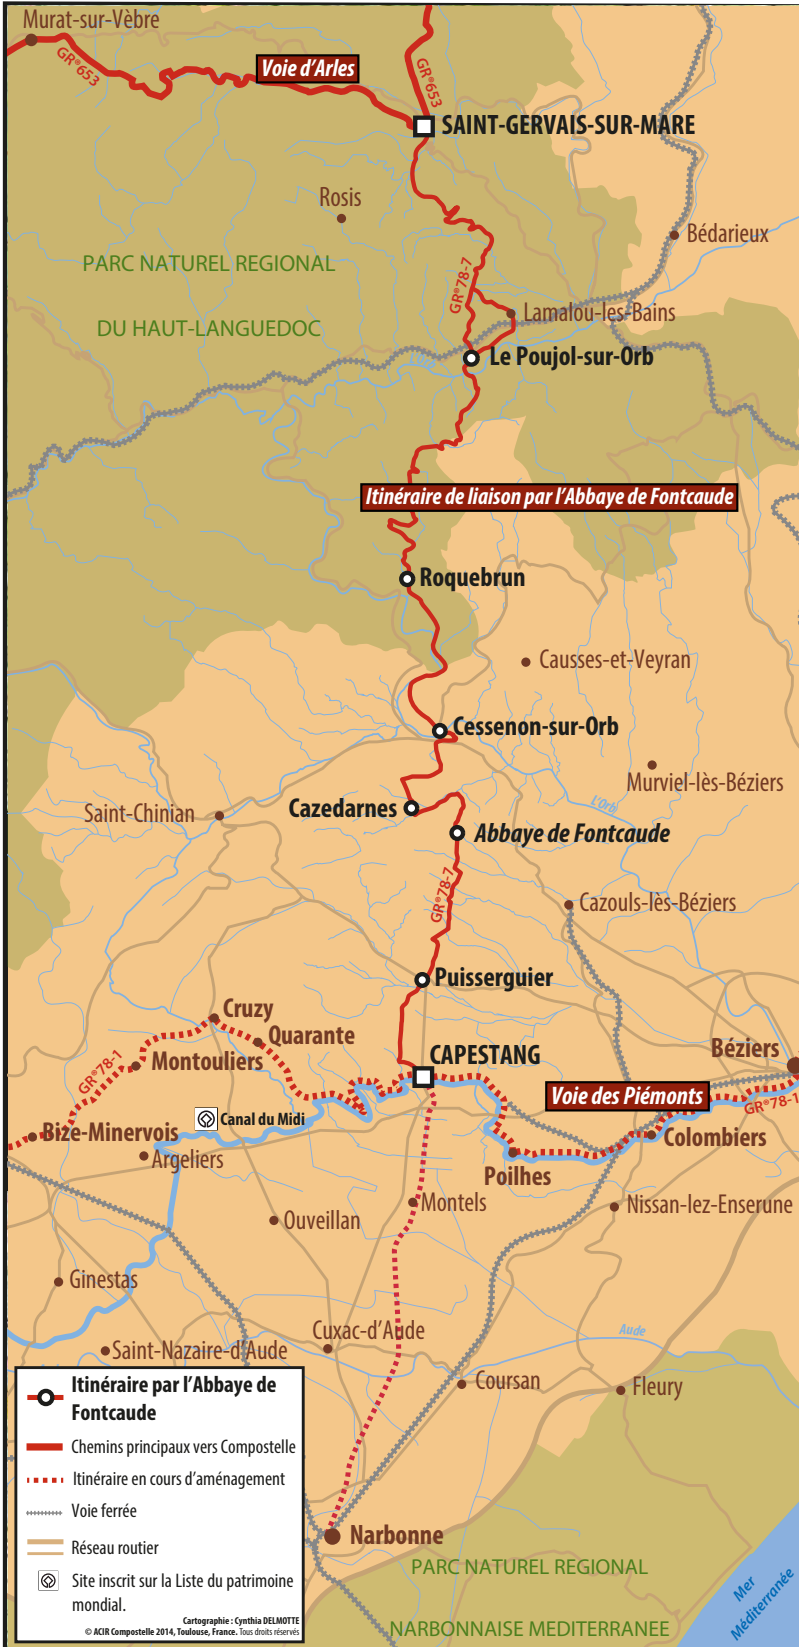 Murat-sur-Vèbre
GR®653
Voie d'Arles
GR®653
SAINT-GERVAIS-SUR-MARE
Rosis
Bédarieux
PARC NATUREL REGIONAL
DU HAUT-LANGUEDOC
GR®78-7
Lamalou-les-Bains
Le Poujol-sur-Orb
L'Orb
Itinéraire de liaison par l'Abbaye de Fontcaude
Roquebrun
Causses-et-Veyran
Cessenon-sur-Orb
Murviel-lès-Béziers
L'Orb
Saint-Chinian
Cazedarnes
Abbaye de Fontcaude
GR®78-7
Cazouls-lès-Béziers
Puisserguier
Cruzy
Quarante
Montouliers
GR®78-1
CAPESTANG
Béziers
Voie des Piémonts
GR®78-1
Canal du Midi
Bize-Minervois
Argeliers
Colombiers
Poilhes
Montels
Nissan-lez-Enserune
Ouveillan
Ginestas
Cuxac-d'Aude
Aude
Saint-Nazaire-d'Aude
Coursan
Fleury
Itinéraire par l'Abbaye de
Fontcaude
Chemins principaux vers Compostelle
Itinéraire en cours d'aménagement
Voie ferrée
Réseau routier
Site inscrit sur la Liste du patrimoine
mondial.
Cartographie : Cynthia DELMOTTE
© ACIR Compostelle 2014, Toulouse, France. Tous droits réservés
Narbonne
PARC NATUREL REGIONAL
NARBONNAISE MEDITERRANEE
Mer
Méditerranée